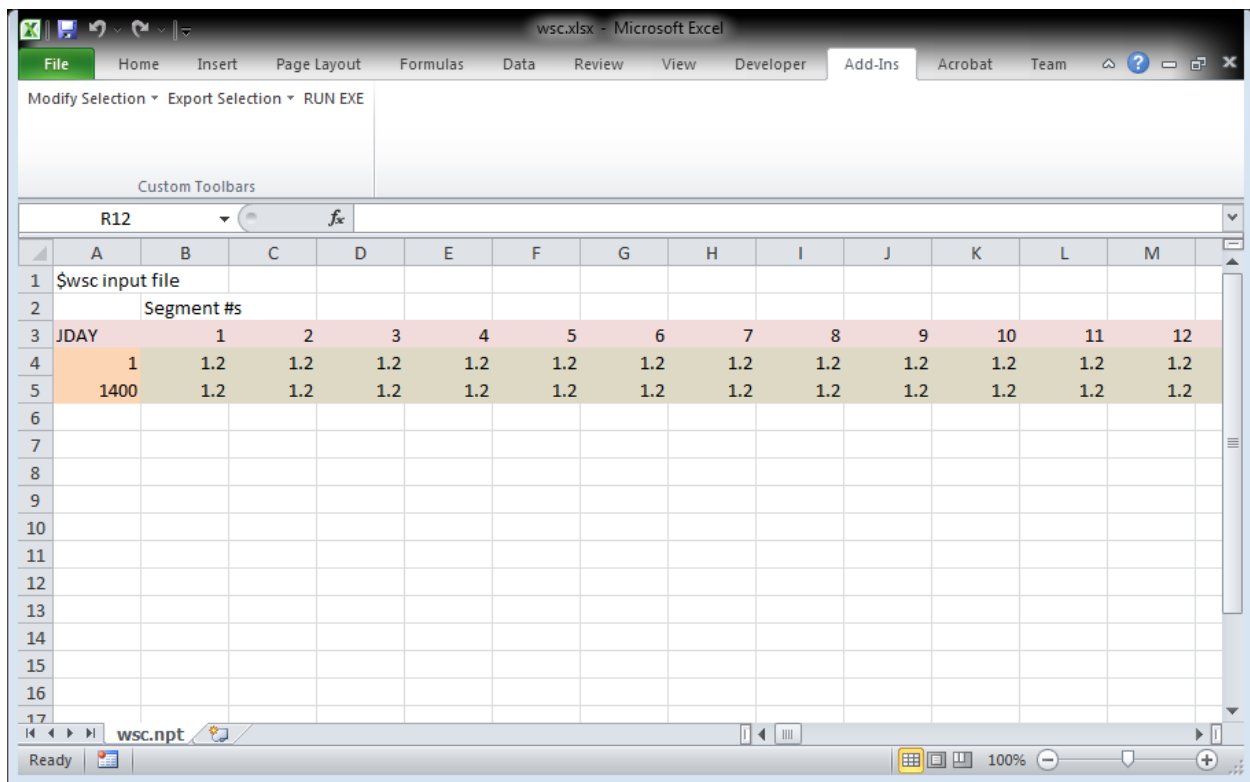 wsc.xlsx - Microsoft Excel
File Home Insert Page Layout Formulas Data Review View Developer Add-Ins Acrobat Team
Modify Selection Export Selection RUN EXE
Custom Toolbars
R12 fx
A B C D E F G H I J K L M
1 $wsc input file
2 Segment #s
3 JDAY 1 2 3 4 5 6 7 8 9 10 11 12
4 1 1.2 1.2 1.2 1.2 1.2 1.2 1.2 1.2 1.2 1.2 1.2 1.2
5 1400 1.2 1.2 1.2 1.2 1.2 1.2 1.2 1.2 1.2 1.2 1.2 1.2
6
7
8
9
10
11
12
13
14
15
16
17
wsc.npt
Ready 100%